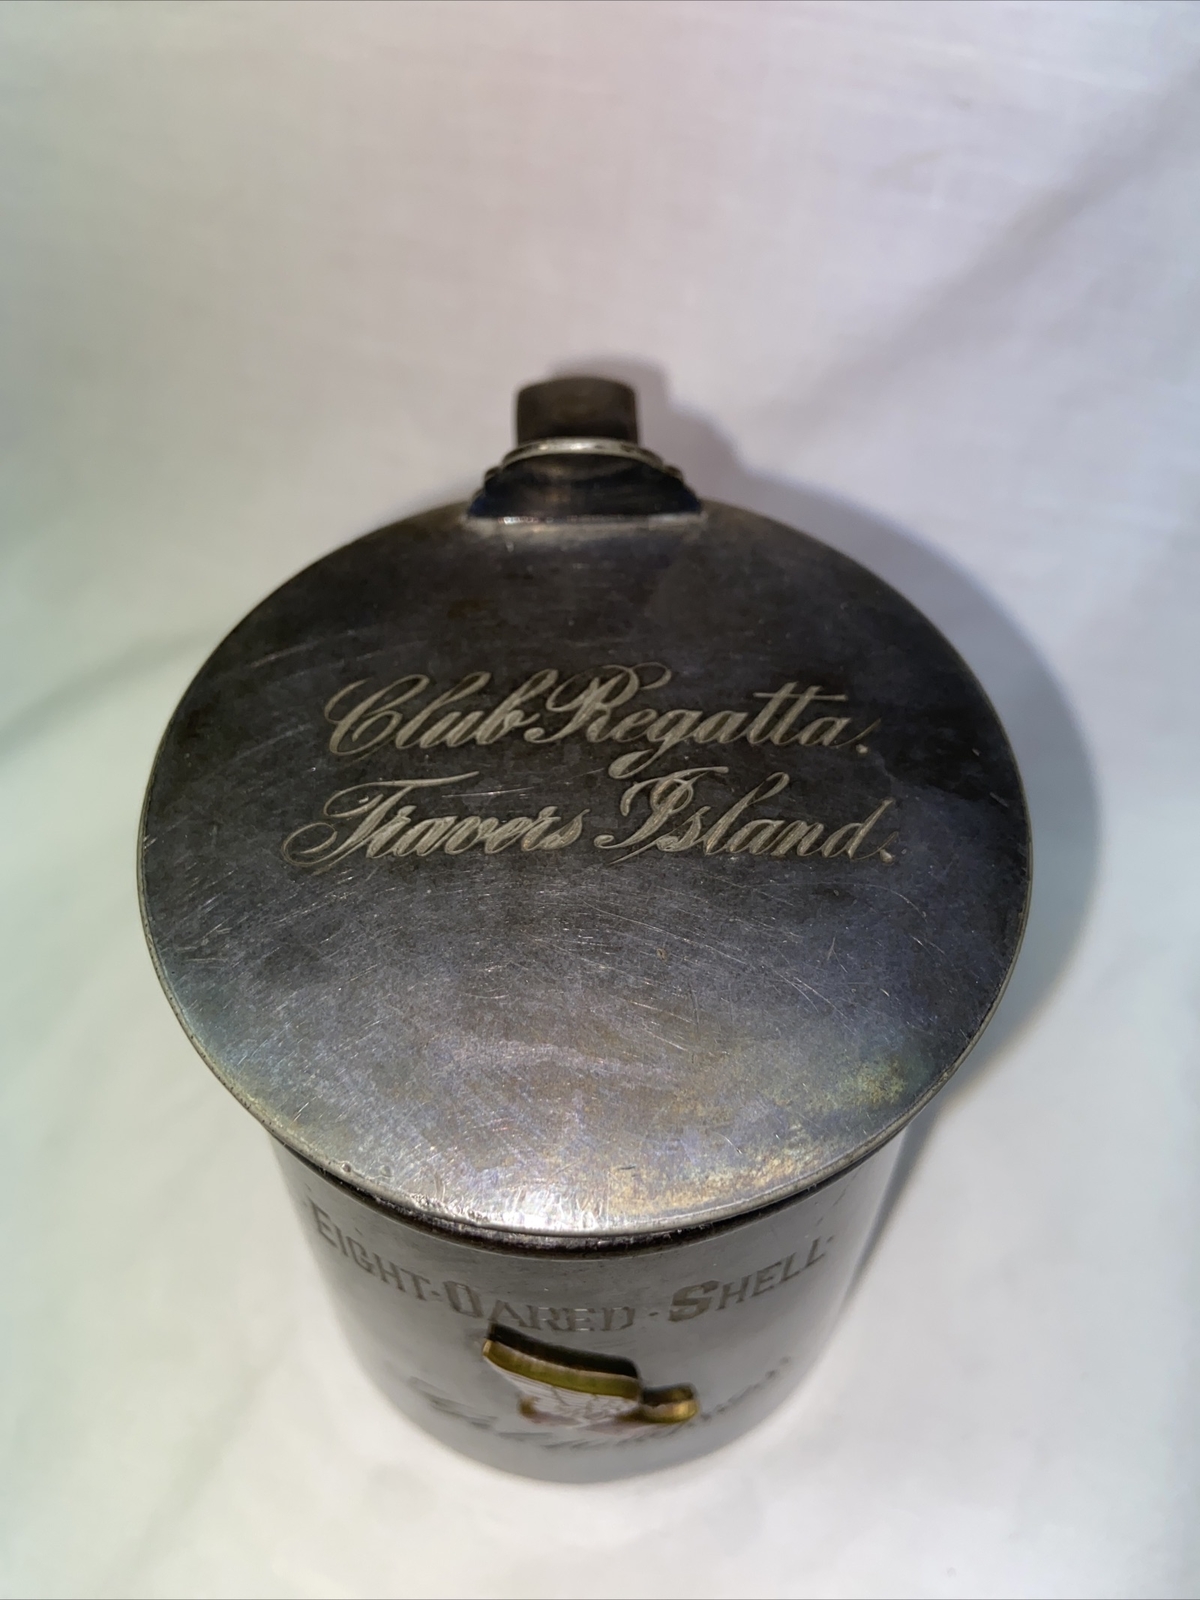 Club Regatta.
Travers Island.
EIGHT-OARED-SHELL